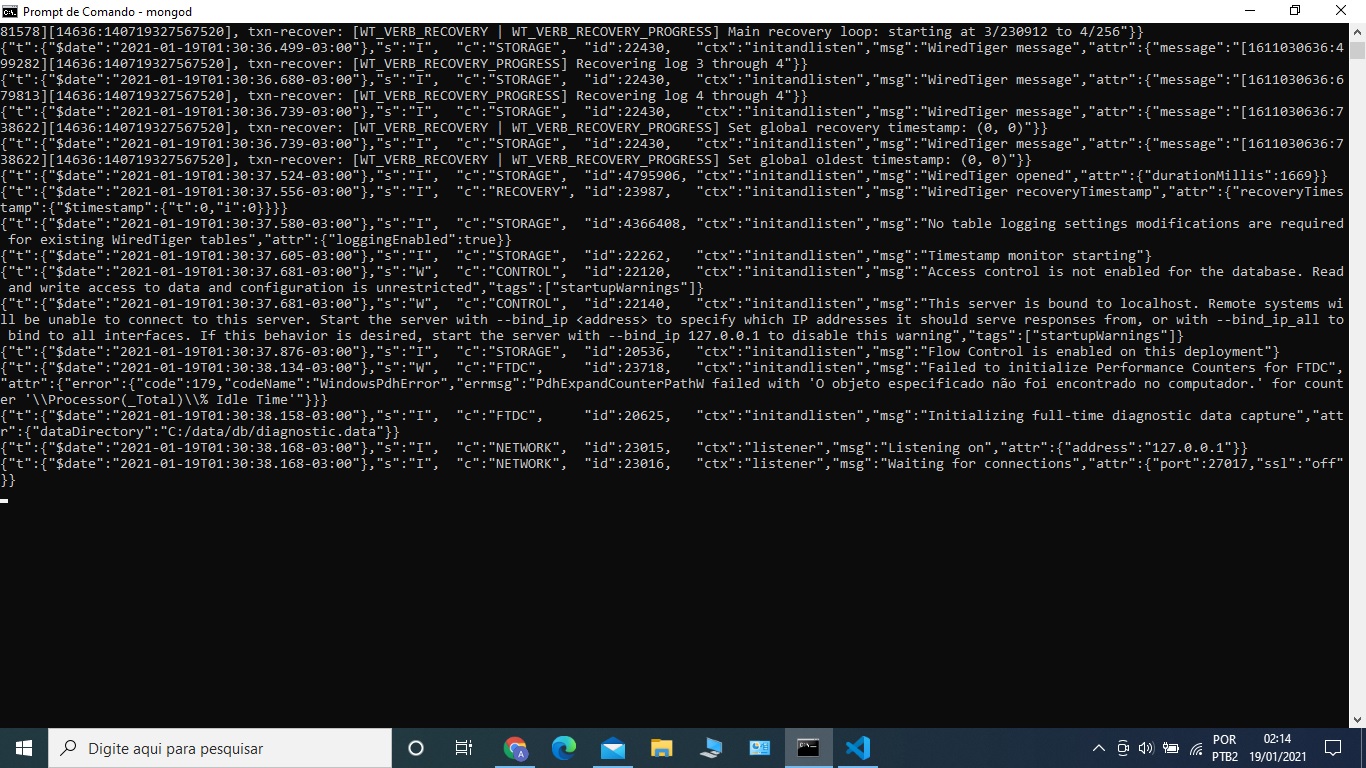 Prompt de Comando - mongod
81578][14636:140719327567520], txn-recover: [WT_VERB_RECOVERY | WT_VERB_RECOVERY_PROGRESS] Main recovery loop: starting at 3/230912 to 4/256"}}
{"t":{"$date":"2021-01-19T01:30:36.499-03:00"},"s":"I",  "c":"STORAGE",  "id":22430,   "ctx":"initandlisten","msg":"WiredTiger message","attr":{"message":"[1611030636:4
99282][14636:140719327567520], txn-recover: [WT_VERB_RECOVERY_PROGRESS] Recovering log 3 through 4"}}
{"t":{"$date":"2021-01-19T01:30:36.680-03:00"},"s":"I",  "c":"STORAGE",  "id":22430,   "ctx":"initandlisten","msg":"WiredTiger message","attr":{"message":"[1611030636:6
79813][14636:140719327567520], txn-recover: [WT_VERB_RECOVERY_PROGRESS] Recovering log 4 through 4"}}
{"t":{"$date":"2021-01-19T01:30:36.739-03:00"},"s":"I",  "c":"STORAGE",  "id":22430,   "ctx":"initandlisten","msg":"WiredTiger message","attr":{"message":"[1611030636:7
38622][14636:140719327567520], txn-recover: [WT_VERB_RECOVERY | WT_VERB_RECOVERY_PROGRESS] Set global recovery timestamp: (0, 0)"}}
{"t":{"$date":"2021-01-19T01:30:36.739-03:00"},"s":"I",  "c":"STORAGE",  "id":22430,   "ctx":"initandlisten","msg":"WiredTiger message","attr":{"message":"[1611030636:7
38622][14636:140719327567520], txn-recover: [WT_VERB_RECOVERY | WT_VERB_RECOVERY_PROGRESS] Set global oldest timestamp: (0, 0)"}}
{"t":{"$date":"2021-01-19T01:30:37.524-03:00"},"s":"I",  "c":"STORAGE",  "id":4795906, "ctx":"initandlisten","msg":"WiredTiger opened","attr":{"durationMillis":1669}}
{"t":{"$date":"2021-01-19T01:30:37.556-03:00"},"s":"I",  "c":"RECOVERY", "id":23987,   "ctx":"initandlisten","msg":"WiredTiger recoveryTimestamp","attr":{"recoveryTimes
tamp":{"$timestamp":{"t":0,"i":0}}}}
{"t":{"$date":"2021-01-19T01:30:37.580-03:00"},"s":"I",  "c":"STORAGE",  "id":4366408, "ctx":"initandlisten","msg":"No table logging settings modifications are required
 for existing WiredTiger tables","attr":{"loggingEnabled":true}}
{"t":{"$date":"2021-01-19T01:30:37.605-03:00"},"s":"I",  "c":"STORAGE",  "id":22262,   "ctx":"initandlisten","msg":"Timestamp monitor starting"}
{"t":{"$date":"2021-01-19T01:30:37.681-03:00"},"s":"W",  "c":"CONTROL",  "id":22120,   "ctx":"initandlisten","msg":"Access control is not enabled for the database. Read
 and write access to data and configuration is unrestricted","tags":["startupWarnings"]}
{"t":{"$date":"2021-01-19T01:30:37.681-03:00"},"s":"W",  "c":"CONTROL",  "id":22140,   "ctx":"initandlisten","msg":"This server is bound to localhost. Remote systems wi
ll be unable to connect to this server. Start the server with --bind_ip <address> to specify which IP addresses it should serve responses from, or with --bind_ip_all to
 bind to all interfaces. If this behavior is desired, start the server with --bind_ip 127.0.0.1 to disable this warning","tags":["startupWarnings"]}
{"t":{"$date":"2021-01-19T01:30:37.876-03:00"},"s":"I",  "c":"STORAGE",  "id":20536,   "ctx":"initandlisten","msg":"Flow Control is enabled on this deployment"}
{"t":{"$date":"2021-01-19T01:30:38.134-03:00"},"s":"W",  "c":"FTDC",     "id":23718,   "ctx":"initandlisten","msg":"Failed to initialize Performance Counters for FTDC",
"attr":{"error":{"code":179,"codeName":"WindowsPdhError","errmsg":"PdhExpandCounterPathW failed with 'O objeto especificado não foi encontrado no computador.' for count
er '\\Processor(_Total)\\% Idle Time'"}}}
{"t":{"$date":"2021-01-19T01:30:38.158-03:00"},"s":"I",  "c":"FTDC",     "id":20625,   "ctx":"initandlisten","msg":"Initializing full-time diagnostic data capture","att
r":{"dataDirectory":"C:/data/db/diagnostic.data"}}
{"t":{"$date":"2021-01-19T01:30:38.168-03:00"},"s":"I",  "c":"NETWORK",  "id":23015,   "ctx":"listener","msg":"Listening on","attr":{"address":"127.0.0.1"}}
{"t":{"$date":"2021-01-19T01:30:38.168-03:00"},"s":"I",  "c":"NETWORK",  "id":23016,   "ctx":"listener","msg":"Waiting for connections","attr":{"port":27017,"ssl":"off"
}}
Digite aqui para pesquisar
POR
PTB2
02:14
19/01/2021